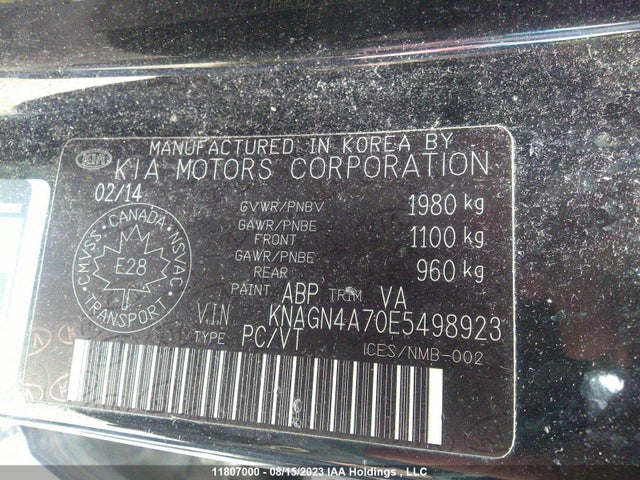 MANUFACTURED IN KOREA BY
KIA KIA MOTORS CORPORATION
02/14
GVWR/PNBV 1980 kg
GAWR/PNBE FRONT 1100 kg
GAWR/PNBE REAR 960 kg
CMVSS • CANADA • NSVAC
E28
TRANSPORT
PAINT ABP TRIM VA
VIN KNAGN4A70E5498923
TYPE PC/VT ICES/NMB-002
11807000 - 08/15/2023 IAA Holdings , LLC